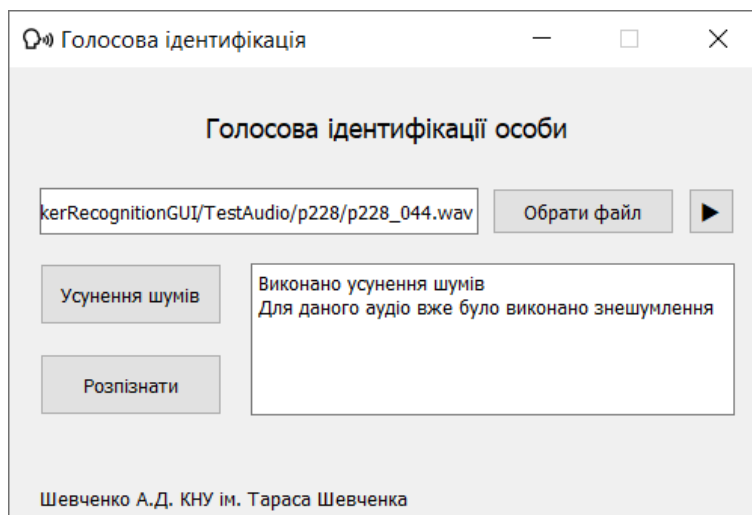 Голосова ідентифікація
Голосова ідентифікації особи
kerRecognitionGUI/TestAudio/p228/p228_044.wav
Обрати файл
Усунення шумів
Виконано усунення шумів
Для даного аудіо вже було виконано знешумлення
Розпізнати
Шевченко А.Д. КНУ ім. Тараса Шевченка